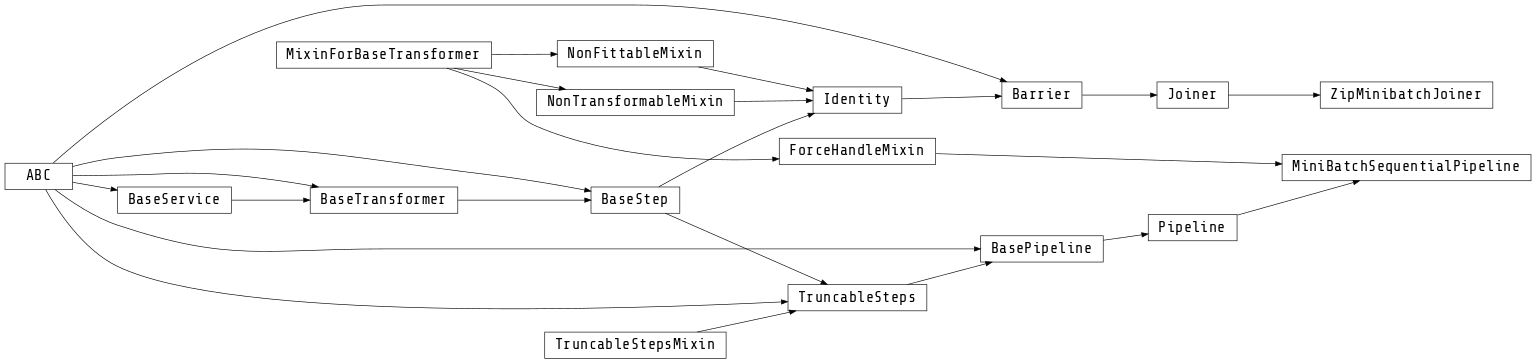 MixinForBaseTransformer
NonFittableMixin
NonTransformableMixin
Identity
Barrier
Joiner
ZipMinibatchJoiner
ForceHandleMixin
MiniBatchSequentialPipeline
ABC
BaseService
BaseTransformer
BaseStep
Pipeline
BasePipeline
TruncableSteps
TruncableStepsMixin